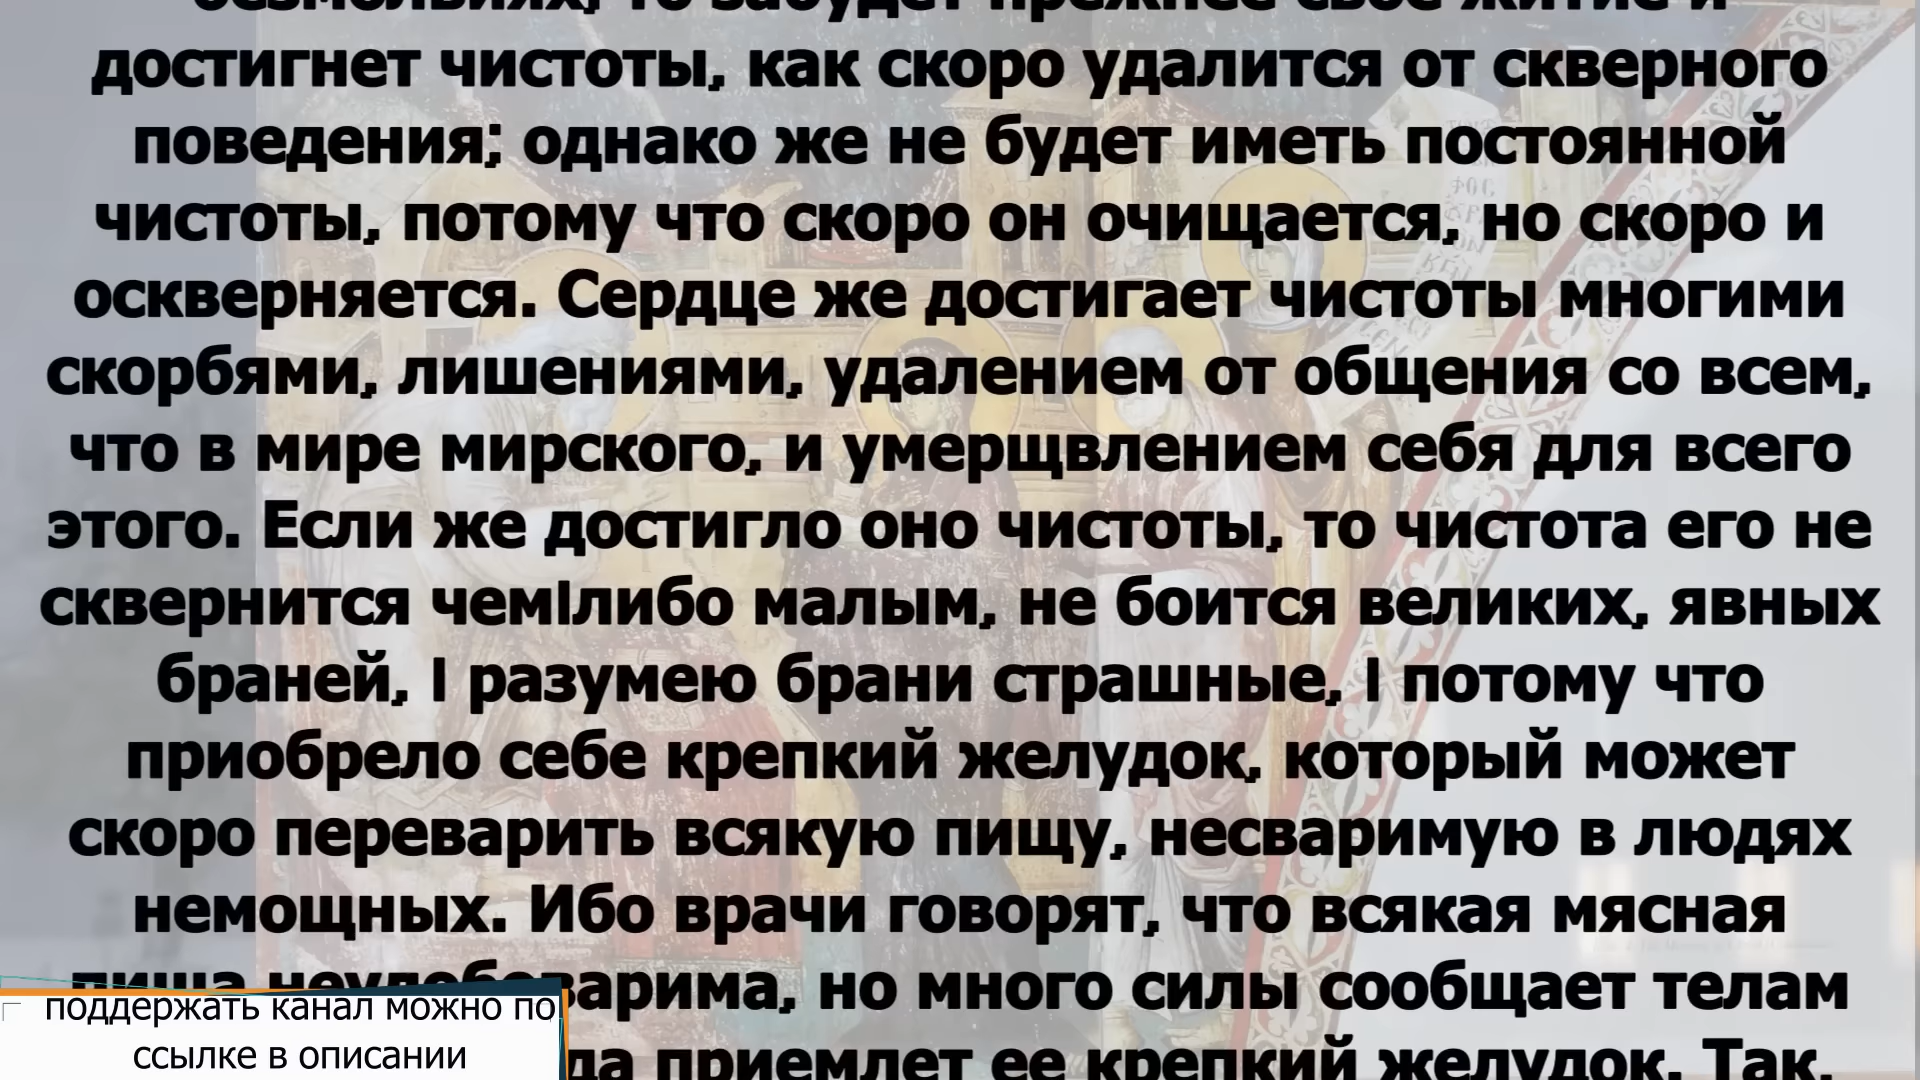 достигнет чистоты, как скоро удалится от скверного
поведения; однако же не будет иметь постоянной
чистоты, потому что скоро он очищается, но скоро и
оскверняется. Сердце же достигает чистоты многими
скорбями, лишениями, удалением от общения со всем,
что в мире мирского, и умерщвлением себя для всего
этого. Если же достигло оно чистоты, то чистота его не
сквернится чемIлибо малым, не боится великих, явных
браней, I разумею брани страшные, I потому что
приобрело себе крепкий желудок, который может
скоро переварить всякую пищу, несваримую в людях
немощных. Ибо врачи говорят, что всякая мясная
пища неудобоварима, но много силы сообщает телам
приемлет ее крепкий желудок. Так,
поддержать канал можно по
ссылке в описании